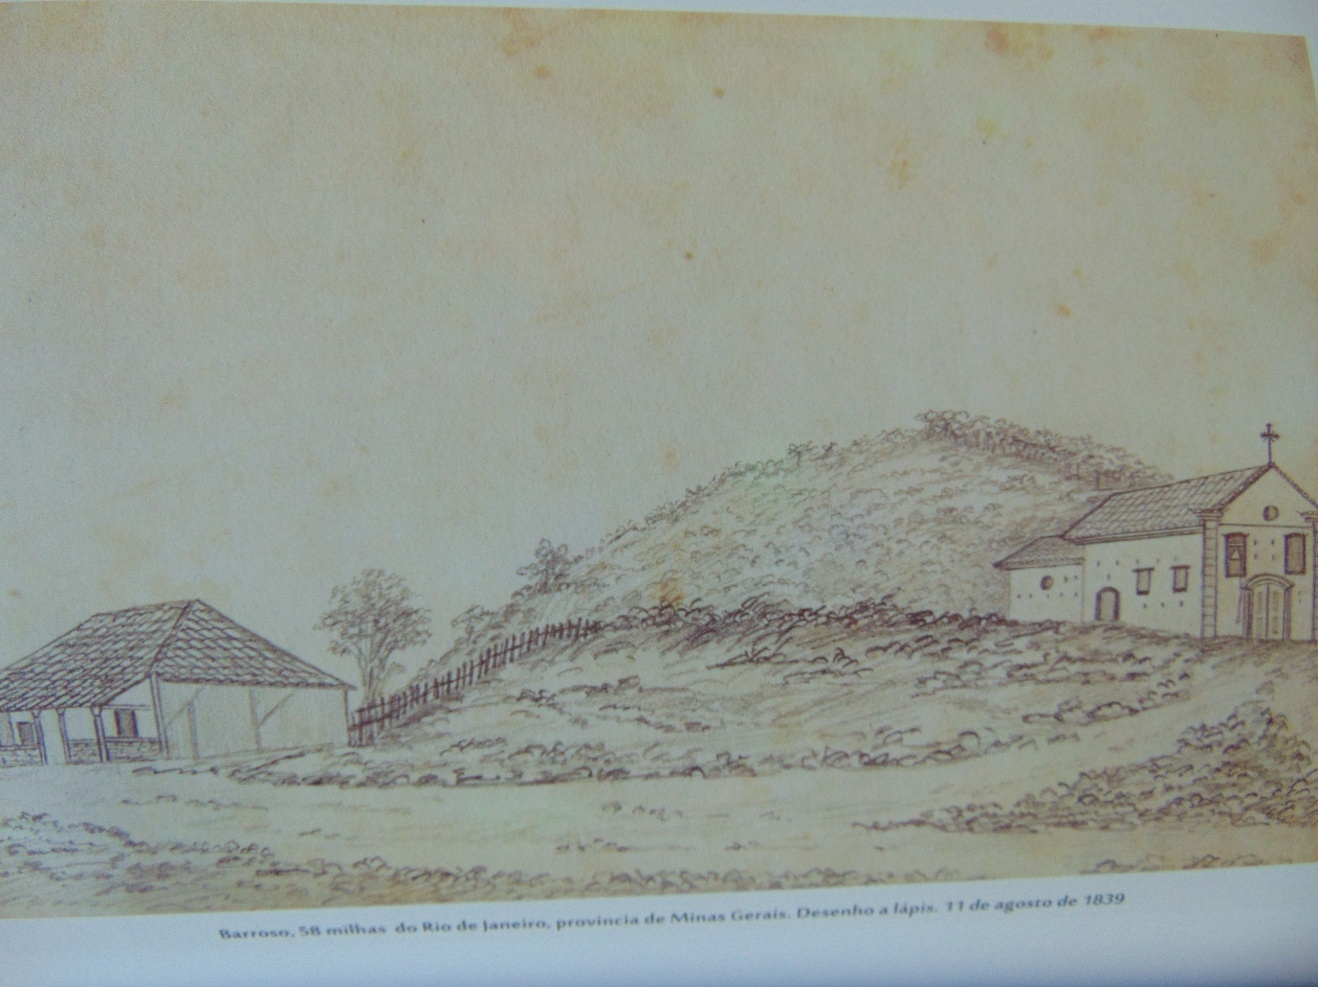 Barroso, 58 milhas do Rio de Janeiro, província de Minas Gerais. Desenho a lápis. 11 de agosto de 1839